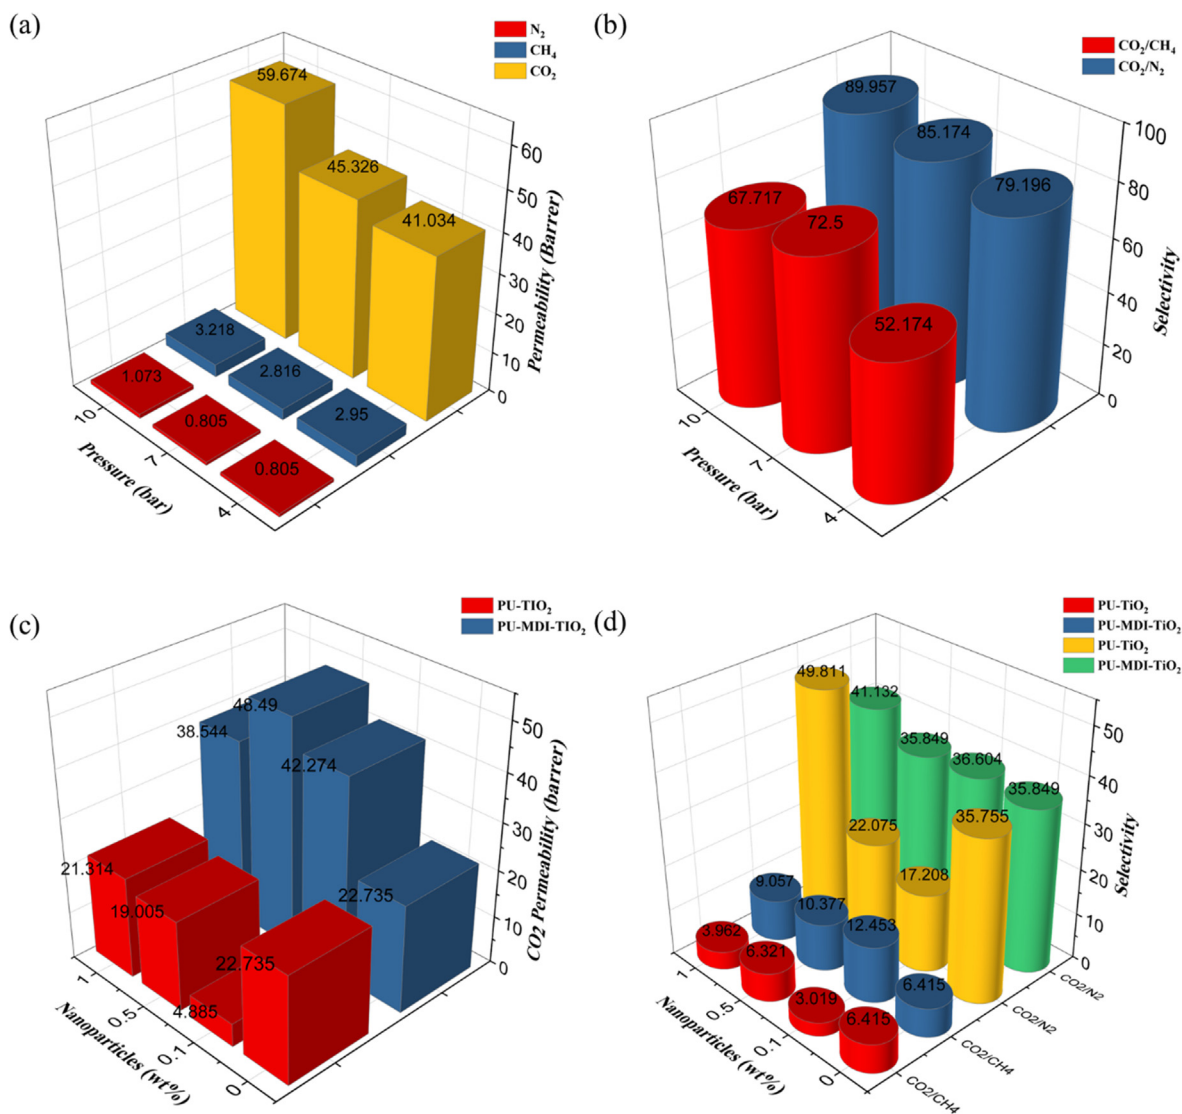 (a)
N2
CH4
CO2
59.674
45.326
41.034
3.218
2.816
2.95
1.073
0.805
0.805
60
50
40
30
20
10
0
Permeability (Barrer)
10
7
4
Pressure (bar)
(b)
CO2/CH4
CO2/N2
89.957
85.174
79.196
67.717
72.5
52.174
100
80
60
40
20
0
Selectivity
10
7
4
Pressure (bar)
(c)
PU-TIO2
PU-MDI-TIO2
48.49
38.544
42.274
22.735
21.314
19.005
4.885
22.735
50
40
30
20
10
0
CO2 Permeability (barrer)
1
0.5
0.1
0
Nanoparticles (wt%)
(d)
PU-TiO2
PU-MDI-TiO2
PU-TiO2
PU-MDI-TiO2
49.811
41.132
35.849
36.604
35.849
22.075
17.208
35.755
9.057
10.377
12.453
6.415
3.962
6.321
3.019
6.415
50
40
30
20
10
0
Selectivity
1
0.5
0.1
0
Nanoparticles (wt%)
CO2/N2
CO2/N2
CO2/CH4
CO2/CH4